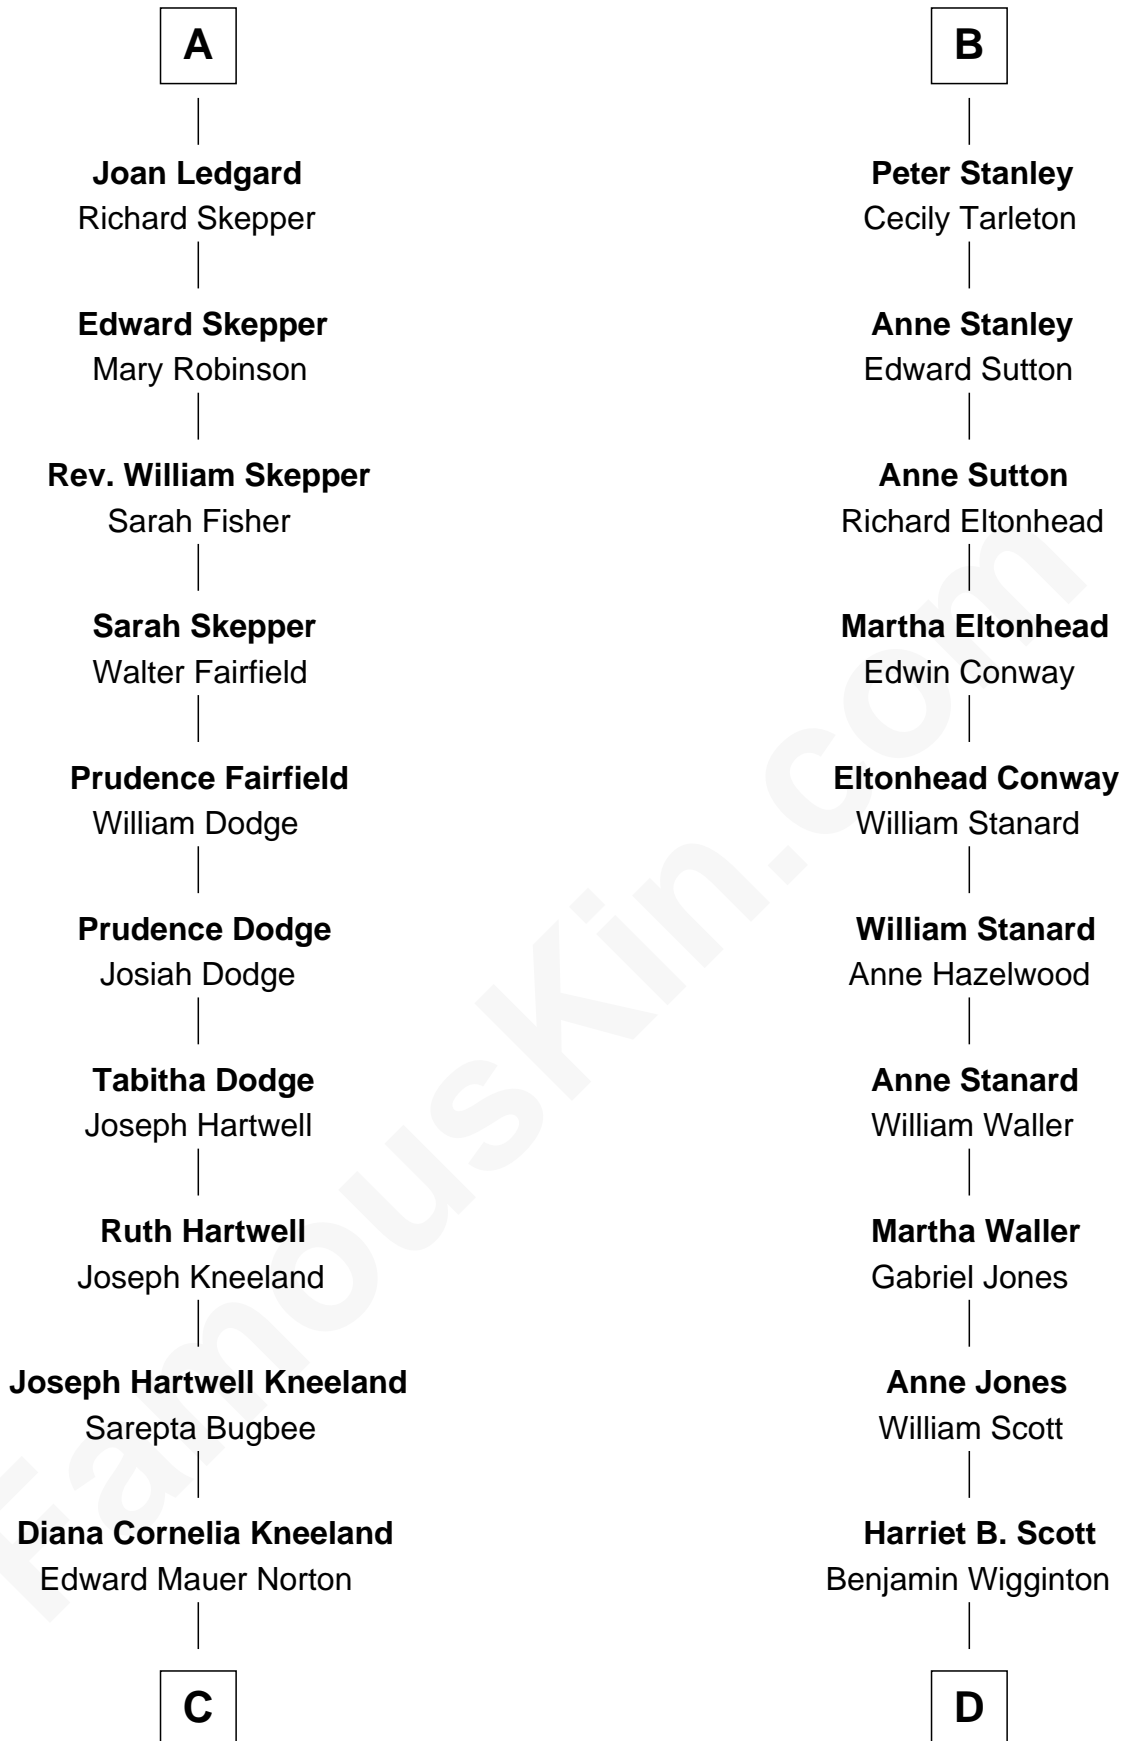 A
Joan Ledgard
Richard Skepper
Edward Skepper
Mary Robinson
Rev. William Skepper
Sarah Fisher
Sarah Skepper
Walter Fairfield
Prudence Fairfield
William Dodge
Prudence Dodge
Josiah Dodge
Tabitha Dodge
Joseph Hartwell
Ruth Hartwell
Joseph Kneeland
Joseph Hartwell Kneeland
Sarepta Bugbee
Diana Cornelia Kneeland
Edward Mauer Norton
C
B
Peter Stanley
Cecily Tarleton
Anne Stanley
Edward Sutton
Anne Sutton
Richard Eltonhead
Martha Eltonhead
Edwin Conway
Eltonhead Conway
William Stanard
William Stanard
Anne Hazelwood
Anne Stanard
William Waller
Martha Waller
Gabriel Jones
Anne Jones
William Scott
Harriet B. Scott
Benjamin Wigginton
D
FamousKin.com